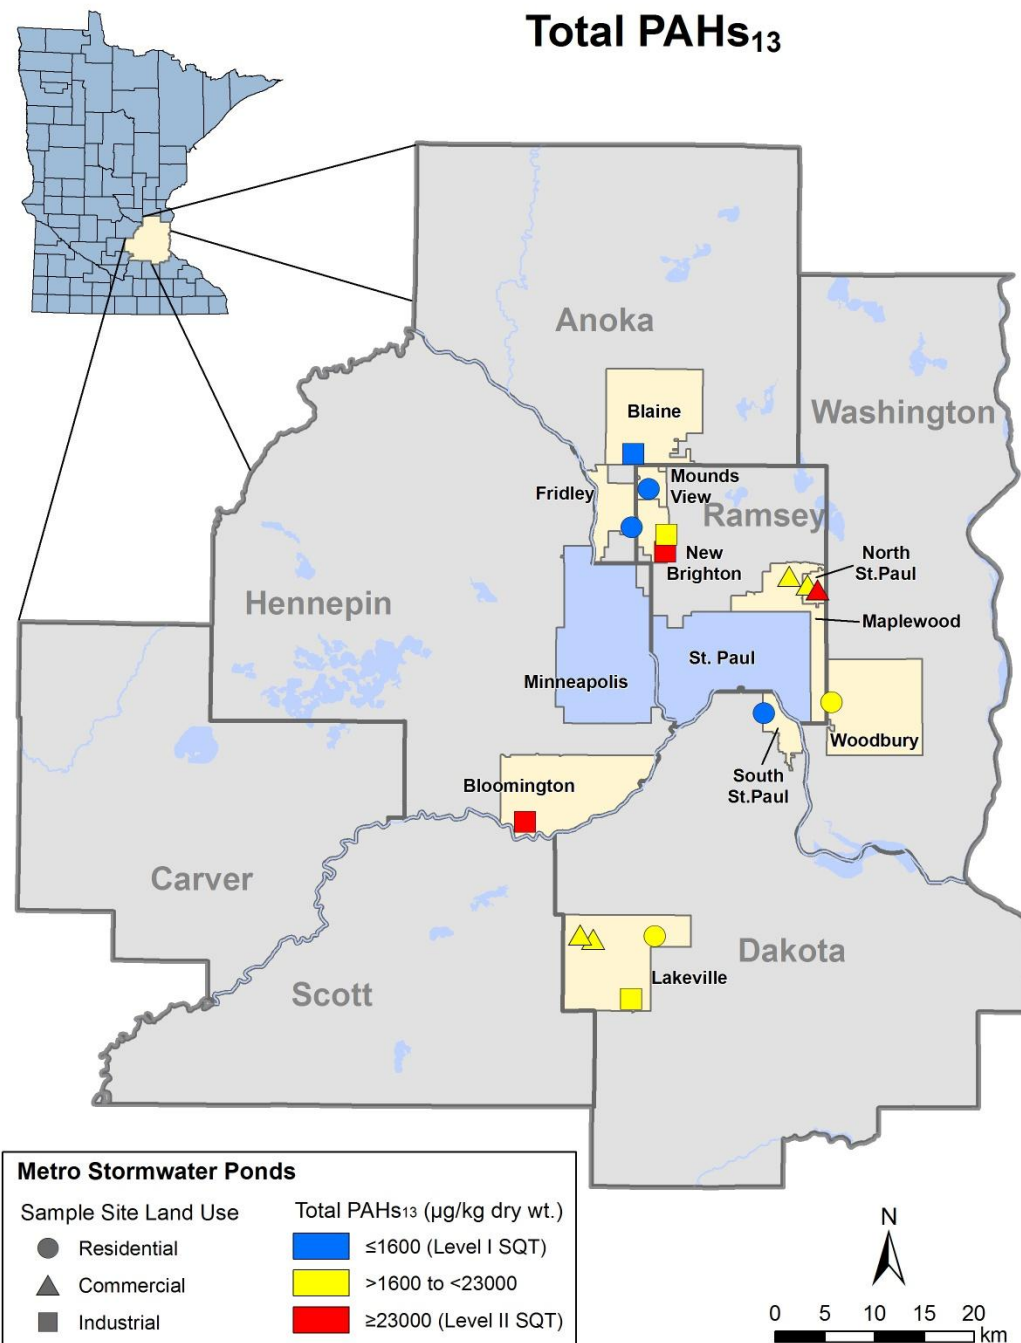 Total PAHs₁₃
Anoka
Washington
Blaine
Mounds
View
Fridley
Ramsey
New
Brighton
North
St.Paul
Maplewood
Hennepin
Minneapolis
St. Paul
Woodbury
South
St.Paul
Bloomington
Carver
Scott
Lakeville
Dakota
Metro Stormwater Ponds
Sample Site Land Use
Residential
Commercial
Industrial
Total PAHs₁₃ (µg/kg dry wt.)
≤1600 (Level I SQT)
>1600 to <23000
≥23000 (Level II SQT)
N
0 5 10 15 20
km